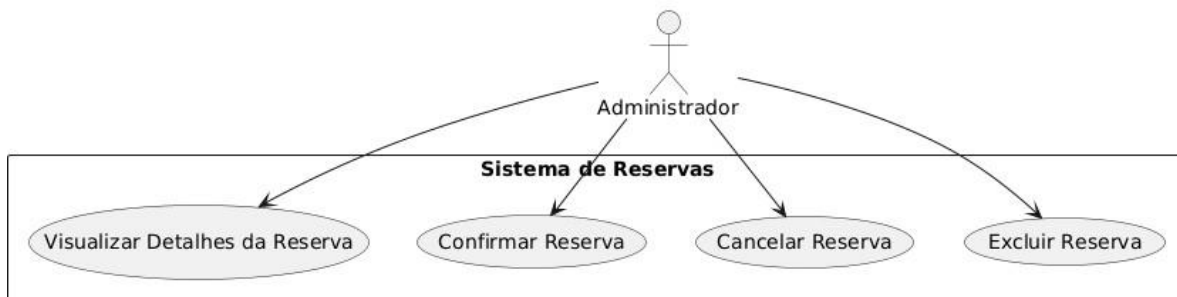 Administrador
Sistema de Reservas
Visualizar Detalhes da Reserva
Confirmar Reserva
Cancelar Reserva
Excluir Reserva